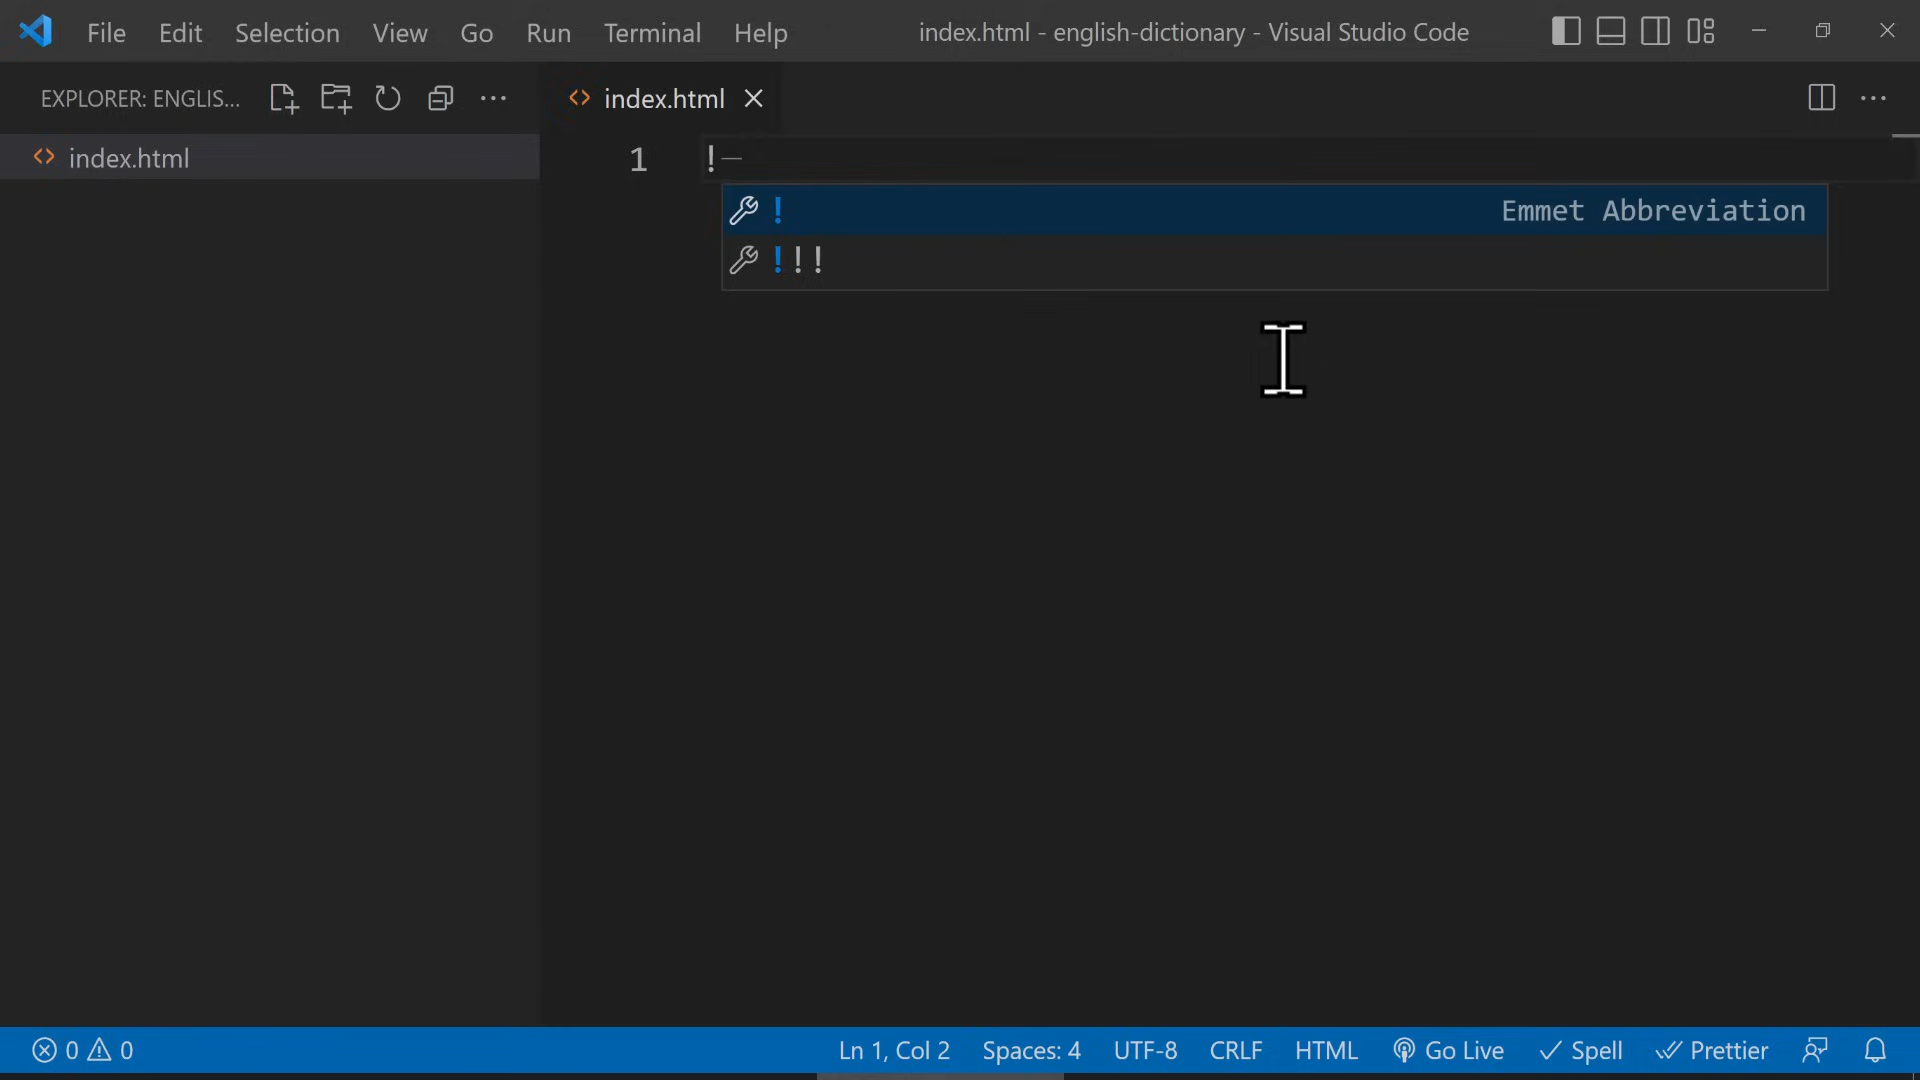 File Edit Selection View Go Run Terminal Help index.html - english-dictionary - Visual Studio Code
EXPLORER: ENGLIS... index.html
index.html
1 !
! Emmet Abbreviation
!!!
0 0 Ln 1, Col 2 Spaces: 4 UTF-8 CRLF HTML Go Live Spell Prettier